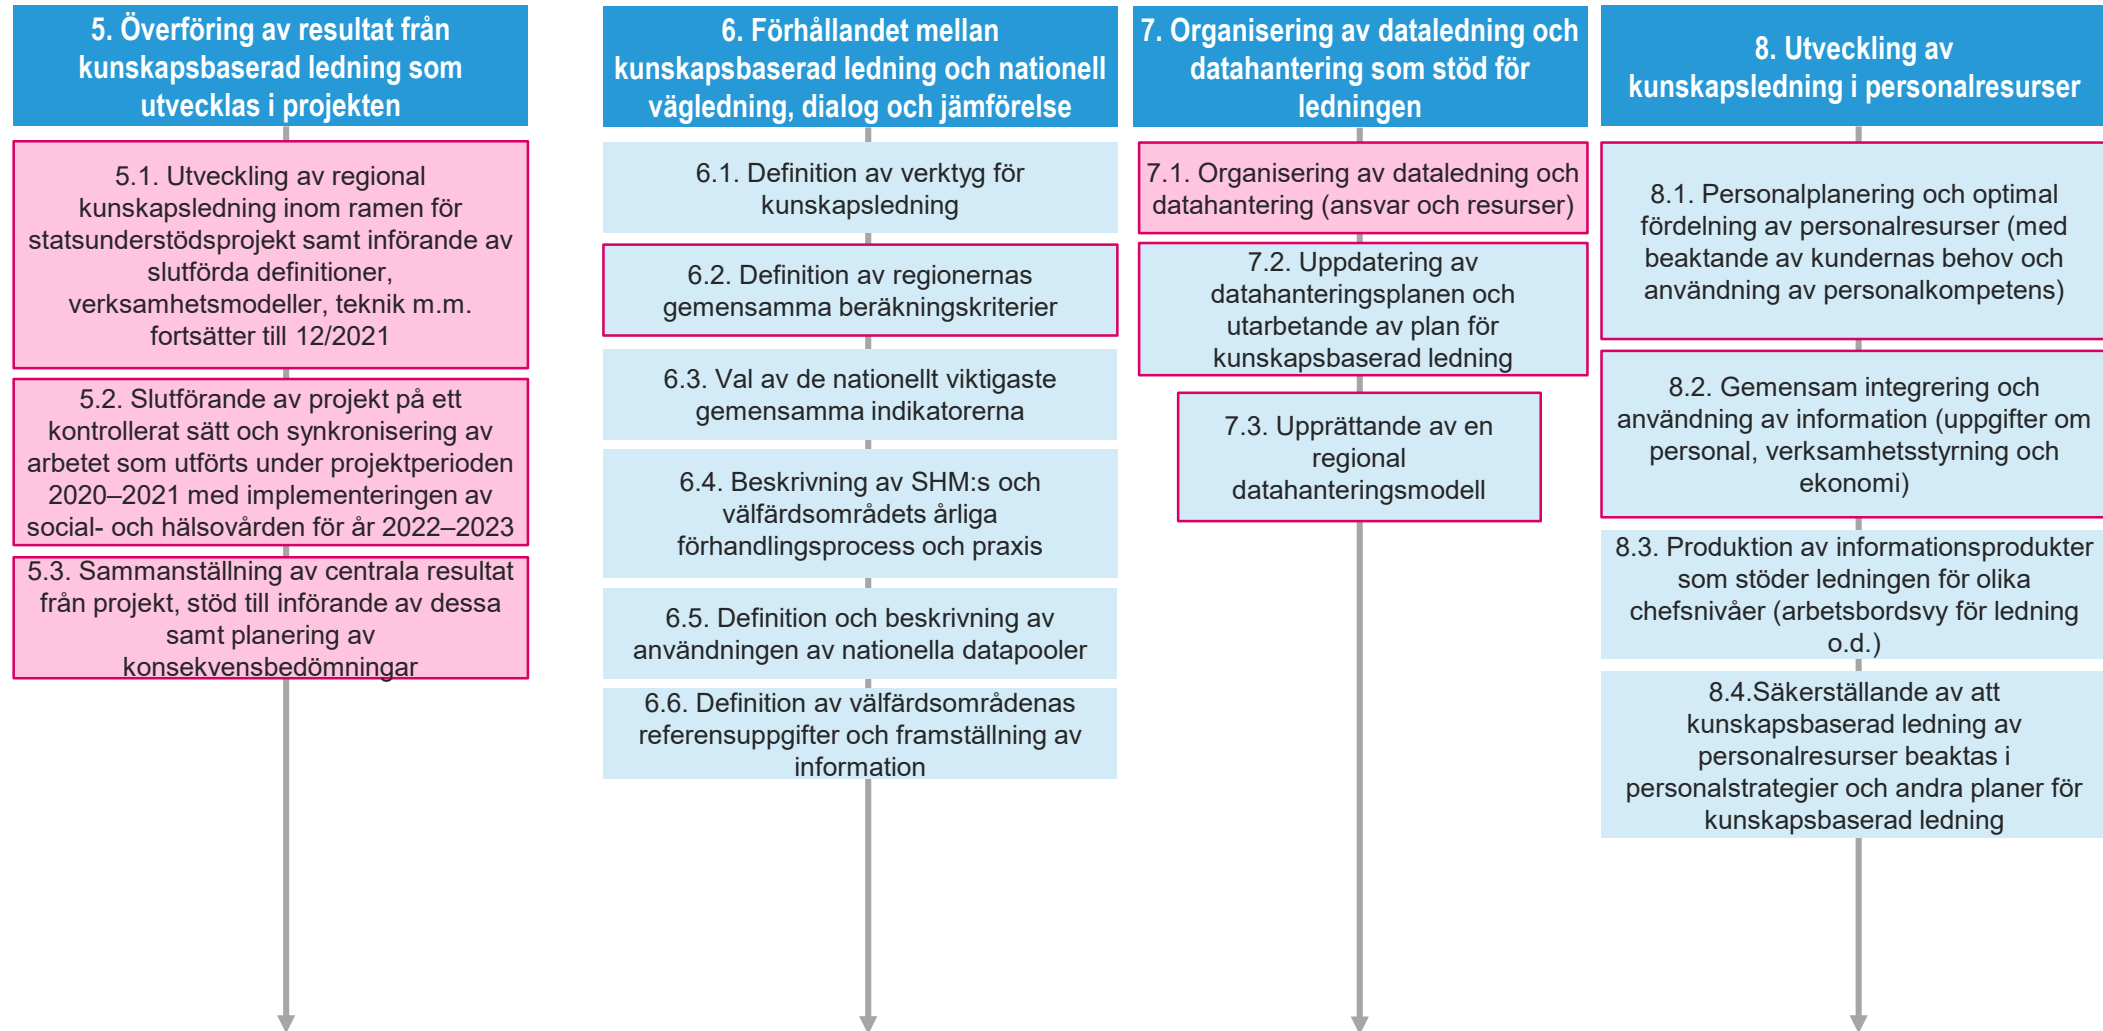 5. Överföring av resultat från
kunskapsbaserad ledning som
utvecklas i projekten
5.1. Utveckling av regional
kunskapsledning inom ramen för
statsunderstödsprojekt samt införande av
slutförda definitioner,
verksamhetsmodeller, teknik m.m.
fortsätter till 12/2021
5.2. Slutförande av projekt på ett
kontrollerat sätt och synkronisering av
arbetet som utförts under projektperioden
2020–2021 med implementeringen av
social- och hälsovården för år 2022–2023
5.3. Sammanställning av centrala resultat
från projekt, stöd till införande av dessa
samt planering av
konsekvensbedömningar
6. Förhållandet mellan
kunskapsbaserad ledning och nationell
vägledning, dialog och jämförelse
6.1. Definition av verktyg för
kunskapsledning
6.2. Definition av regionernas
gemensamma beräkningskriterier
6.3. Val av de nationellt viktigaste
gemensamma indikatorerna
6.4. Beskrivning av SHM:s och
välfärdsområdets årliga
förhandlingsprocess och praxis
6.5. Definition och beskrivning av
användningen av nationella datapooler
6.6. Definition av välfärdsområdenas
referensuppgifter och framställning av
information
7. Organisering av dataledning och
datahantering som stöd för
ledningen
7.1. Organisering av dataledning och
datahantering (ansvar och resurser)
7.2. Uppdatering av
datahanteringsplanen och
utarbetande av plan för
kunskapsbaserad ledning
7.3. Upprättande av en
regional
datahanteringsmodell
8. Utveckling av
kunskapsledning i personalresurser
8.1. Personalplanering och optimal
fördelning av personalresurser (med
beaktande av kundernas behov och
användning av personalkompetens)
8.2. Gemensam integrering och
användning av information (uppgifter om
personal, verksamhetsstyrning och
ekonomi)
8.3. Produktion av informationsprodukter
som stöder ledningen för olika
chefsnivåer (arbetsbordsvy för ledning
o.d.)
8.4.Säkerställande av att
kunskapsbaserad ledning av
personalresurser beaktas i
personalstrategier och andra planer för
kunskapsbaserad ledning